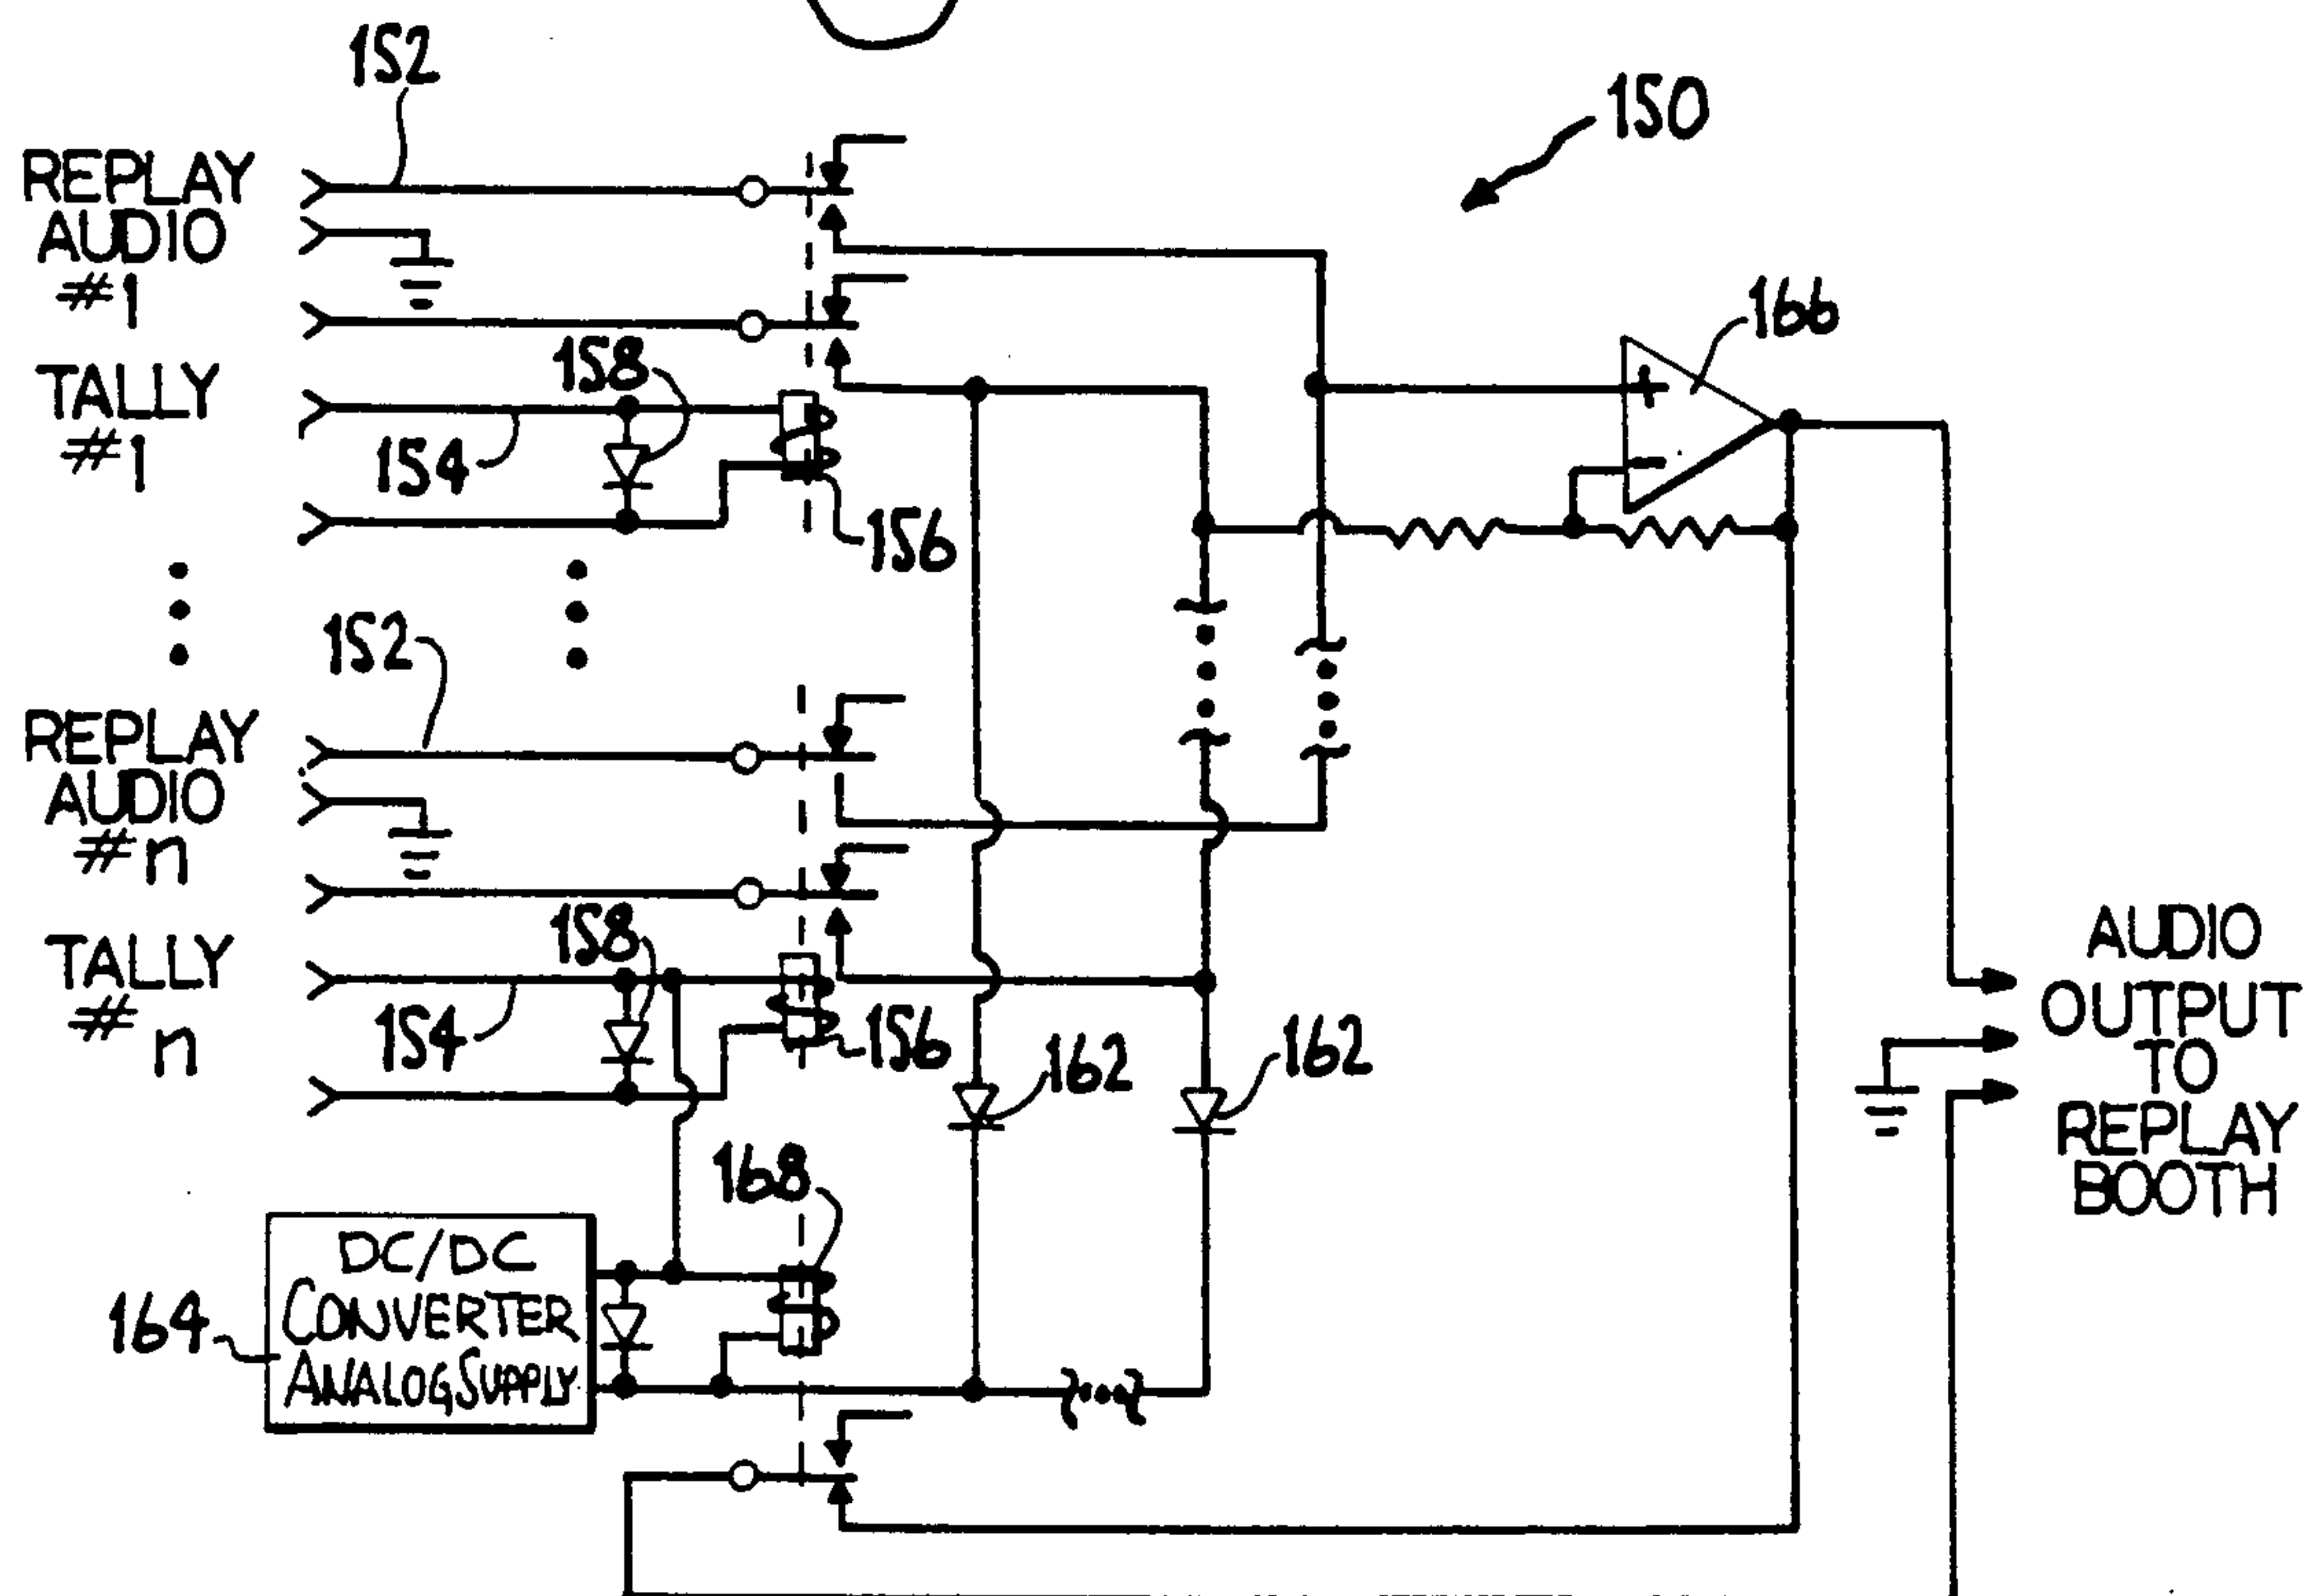 152
150
REPLAY
AUDIO
#1
166
+
-
158
TALLY
#1
154
156
152
REPLAY
AUDIO
#n
158
TALLY
#n
154
156
162
162
AUDIO
OUTPUT
TO
REPLAY
BOOTH
168
DC/DC
CONVERTER
ANALOG SUPPLY
164